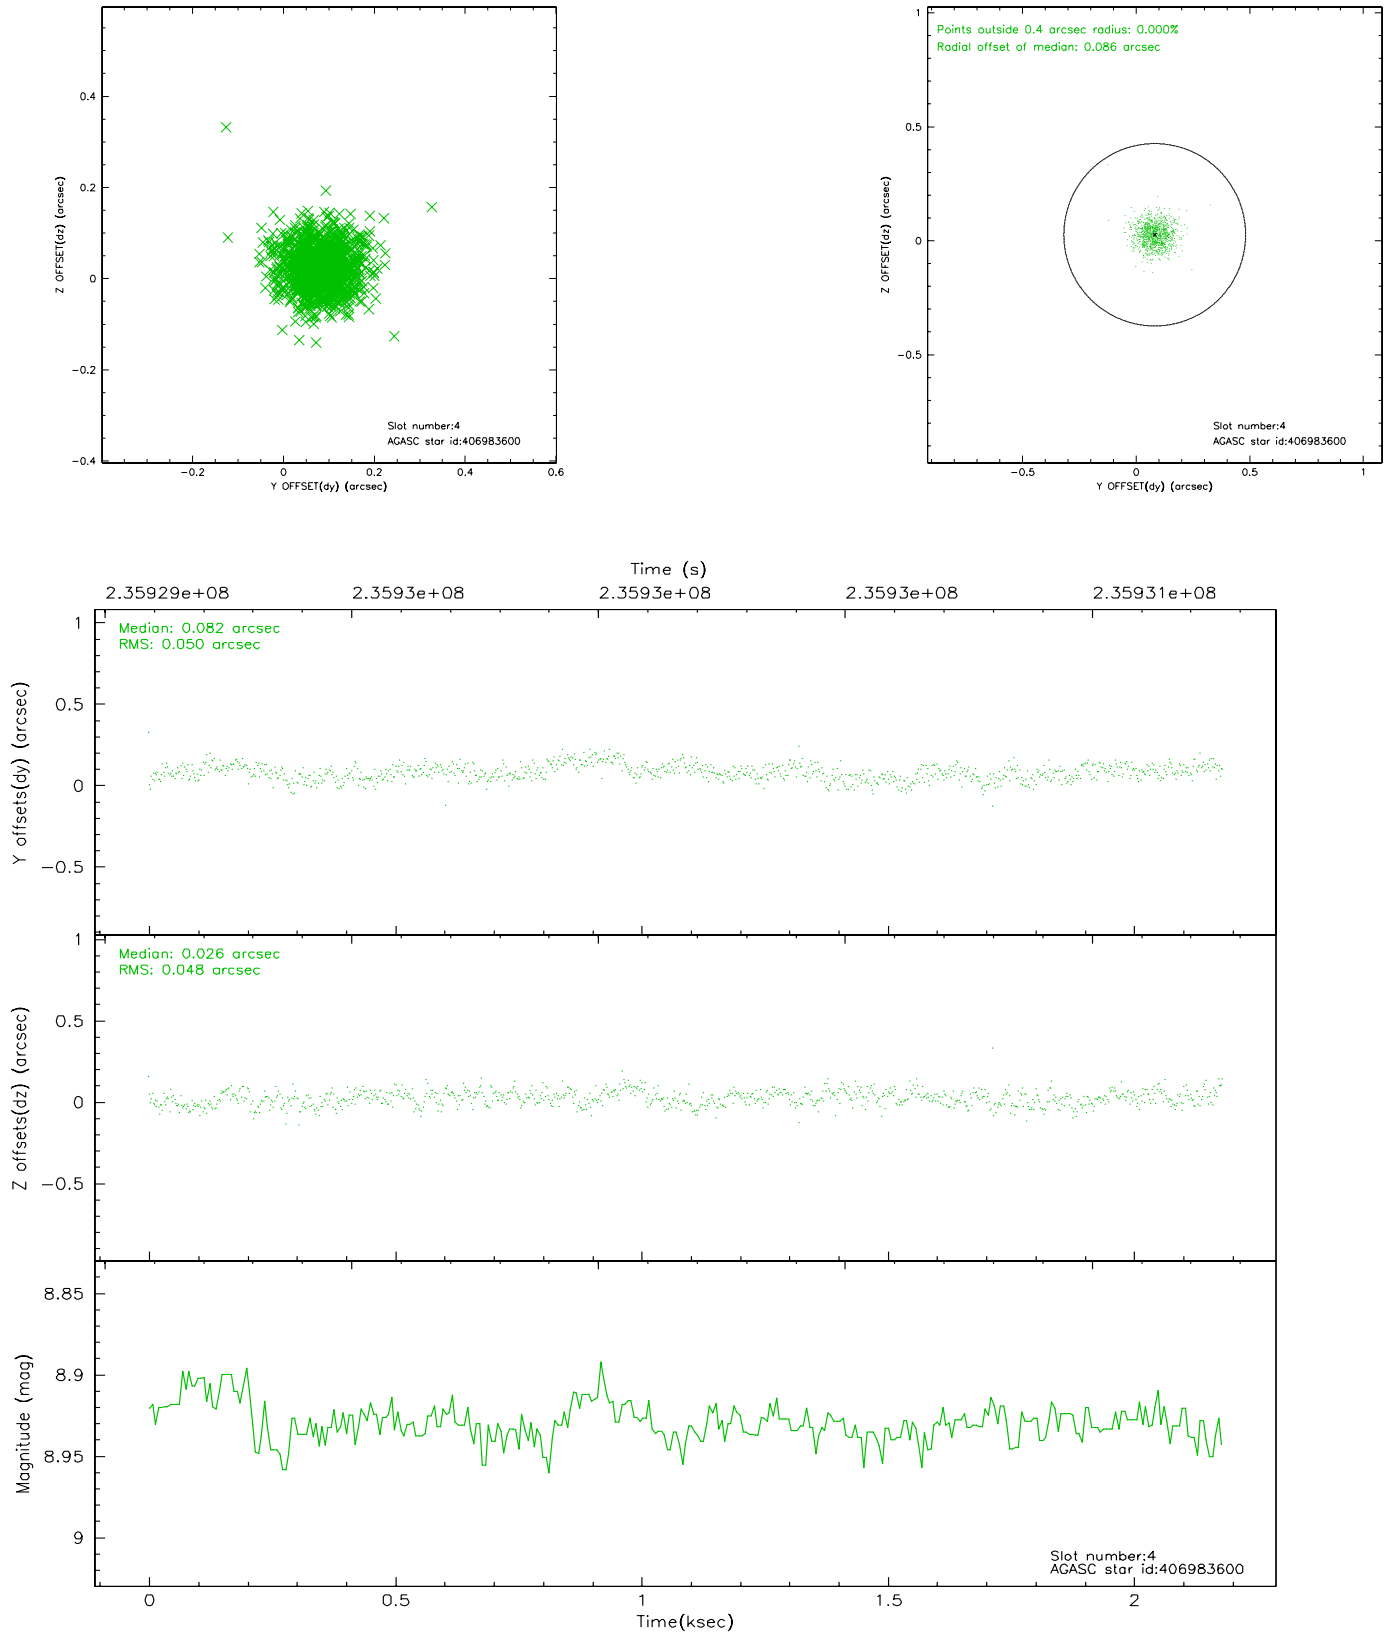 0.4
0.2
0
−0.2
−0.4
Z OFFSET(dz) (arcsec)
Slot number:4
AGASC star id:406983600
−0.2 0 0.2 0.4 0.6
Y OFFSET(dy) (arcsec)
Points outside 0.4 arcsec radius: 0.000%
Radial offset of median: 0.086 arcsec
1
0.5
0
−0.5
Z OFFSET(dz) (arcsec)
Slot number:4
AGASC star id:406983600
−0.5 0 0.5 1
Y OFFSET(dy) (arcsec)
Time (s)
2.35929e+08 2.3593e+08 2.3593e+08 2.3593e+08 2.35931e+08
Median: 0.082 arcsec
RMS: 0.050 arcsec
1
0.5
0
−0.5
Y offsets(dy) (arcsec)
Median: 0.026 arcsec
RMS: 0.048 arcsec
1
0.5
0
−0.5
Z offsets(dz) (arcsec)
8.85
8.9
8.95
9
Magnitude (mag)
Slot number:4
AGASC star id:406983600
0 0.5 1 1.5 2
Time(ksec)